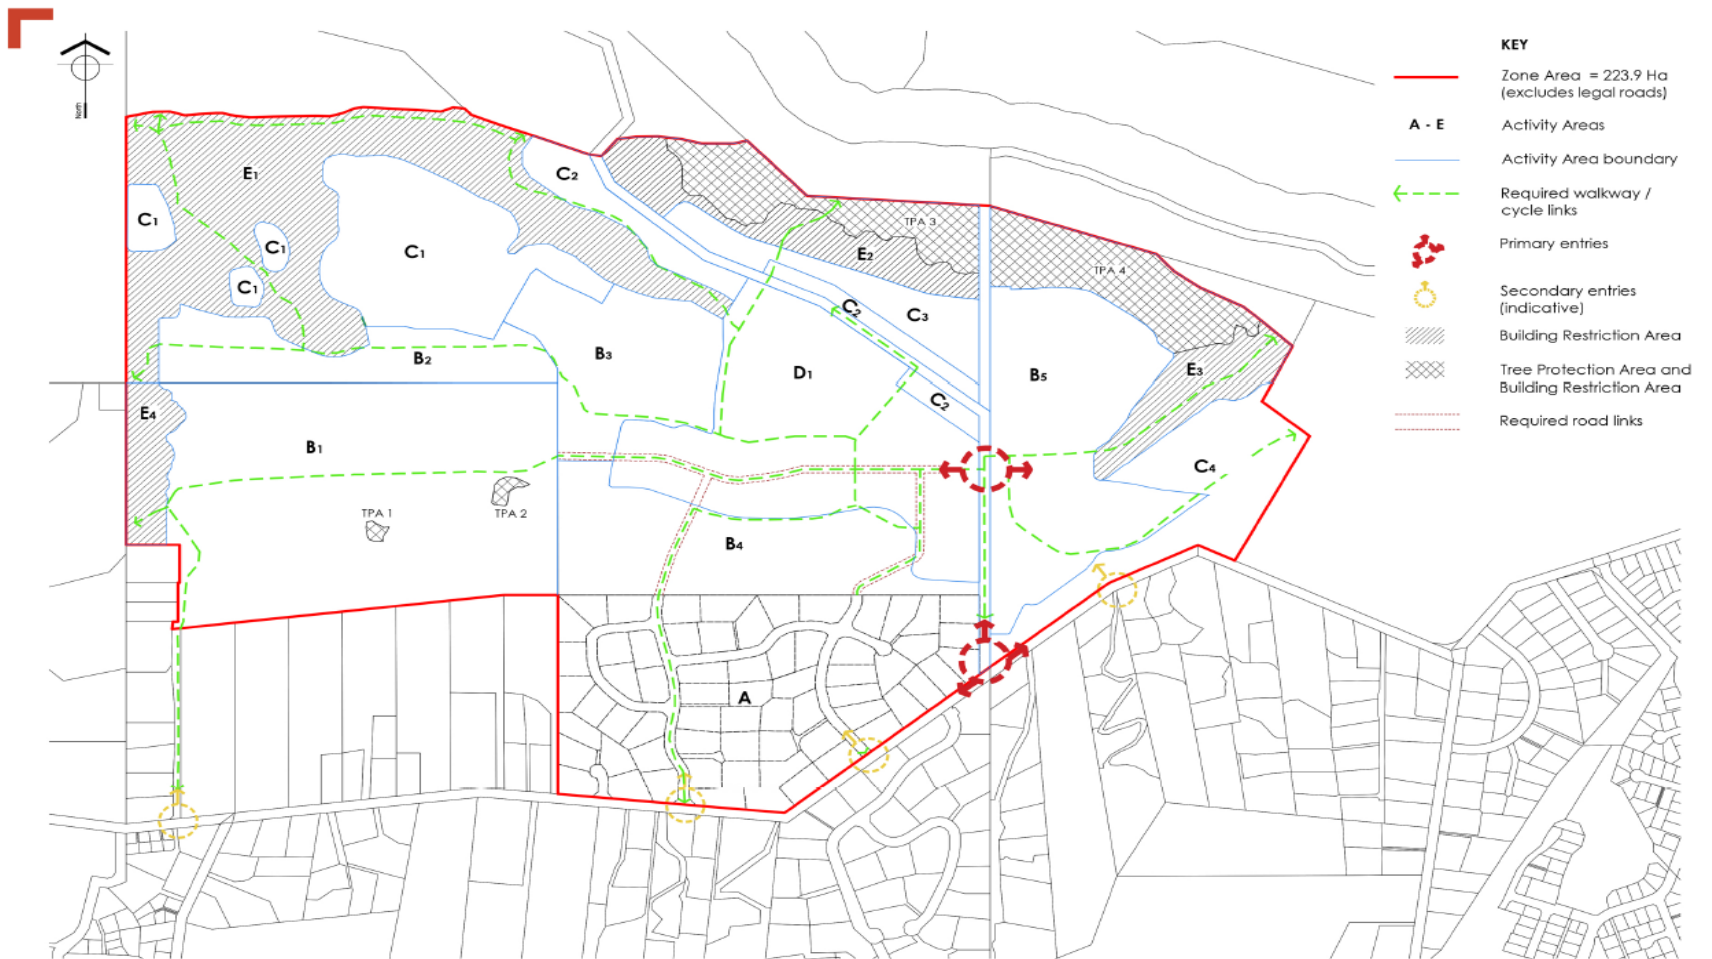 North
KEY
Zone Area = 223.9 Ha
(excludes legal roads)
A - E
Activity Areas
Activity Area boundary
Required walkway /
cycle links
Primary entries
Secondary entries
(indicative)
Building Restriction Area
Tree Protection Area and
Building Restriction Area
Required road links
E1
C2
C1
C1
C1
C1
TPA 3
E2
TPA 4
C2
C3
B2
B3
D1
B5
E3
C2
E4
B1
C4
TPA 1
TPA 2
B4
A